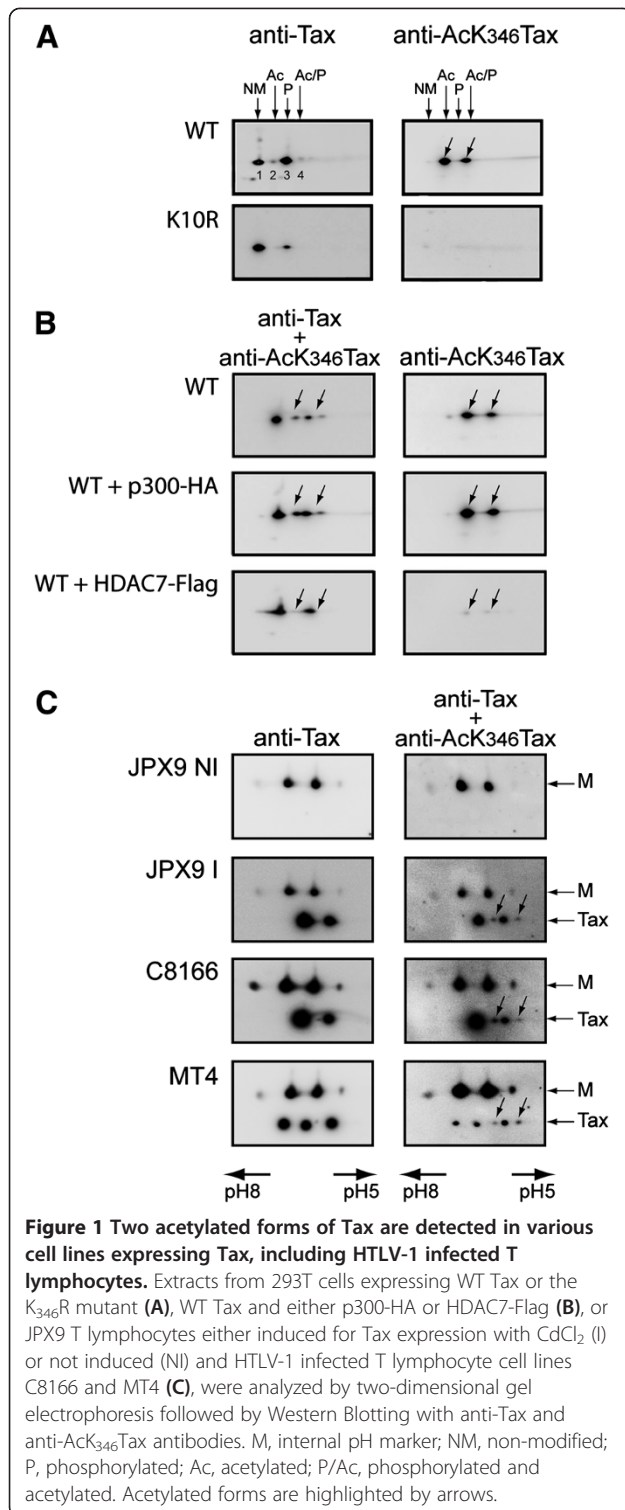 A
anti-Tax anti-AcK346Tax
Ac Ac/P Ac Ac/P
NM P NM P
WT
1 2 3 4
K10R
B
anti-Tax
+
anti-AcK346Tax anti-AcK346Tax
WT
WT + p300-HA
WT + HDAC7-Flag
C
anti-Tax
anti-Tax
+
anti-AcK346Tax
JPX9 NI
M
JPX9 I
M
Tax
C8166
M
Tax
MT4
M
Tax
pH8 pH5 pH8 pH5
Figure 1 Two acetylated forms of Tax are detected in various
cell lines expressing Tax, including HTLV-1 infected T
lymphocytes. Extracts from 293T cells expressing WT Tax or the
K346R mutant (A), WT Tax and either p300-HA or HDAC7-Flag (B), or
JPX9 T lymphocytes either induced for Tax expression with CdCl2 (I)
or not induced (NI) and HTLV-1 infected T lymphocyte cell lines
C8166 and MT4 (C), were analyzed by two-dimensional gel
electrophoresis followed by Western Blotting with anti-Tax and
anti-AcK346Tax antibodies. M, internal pH marker; NM, non-modified;
P, phosphorylated; Ac, acetylated; P/Ac, phosphorylated and
acetylated. Acetylated forms are highlighted by arrows.